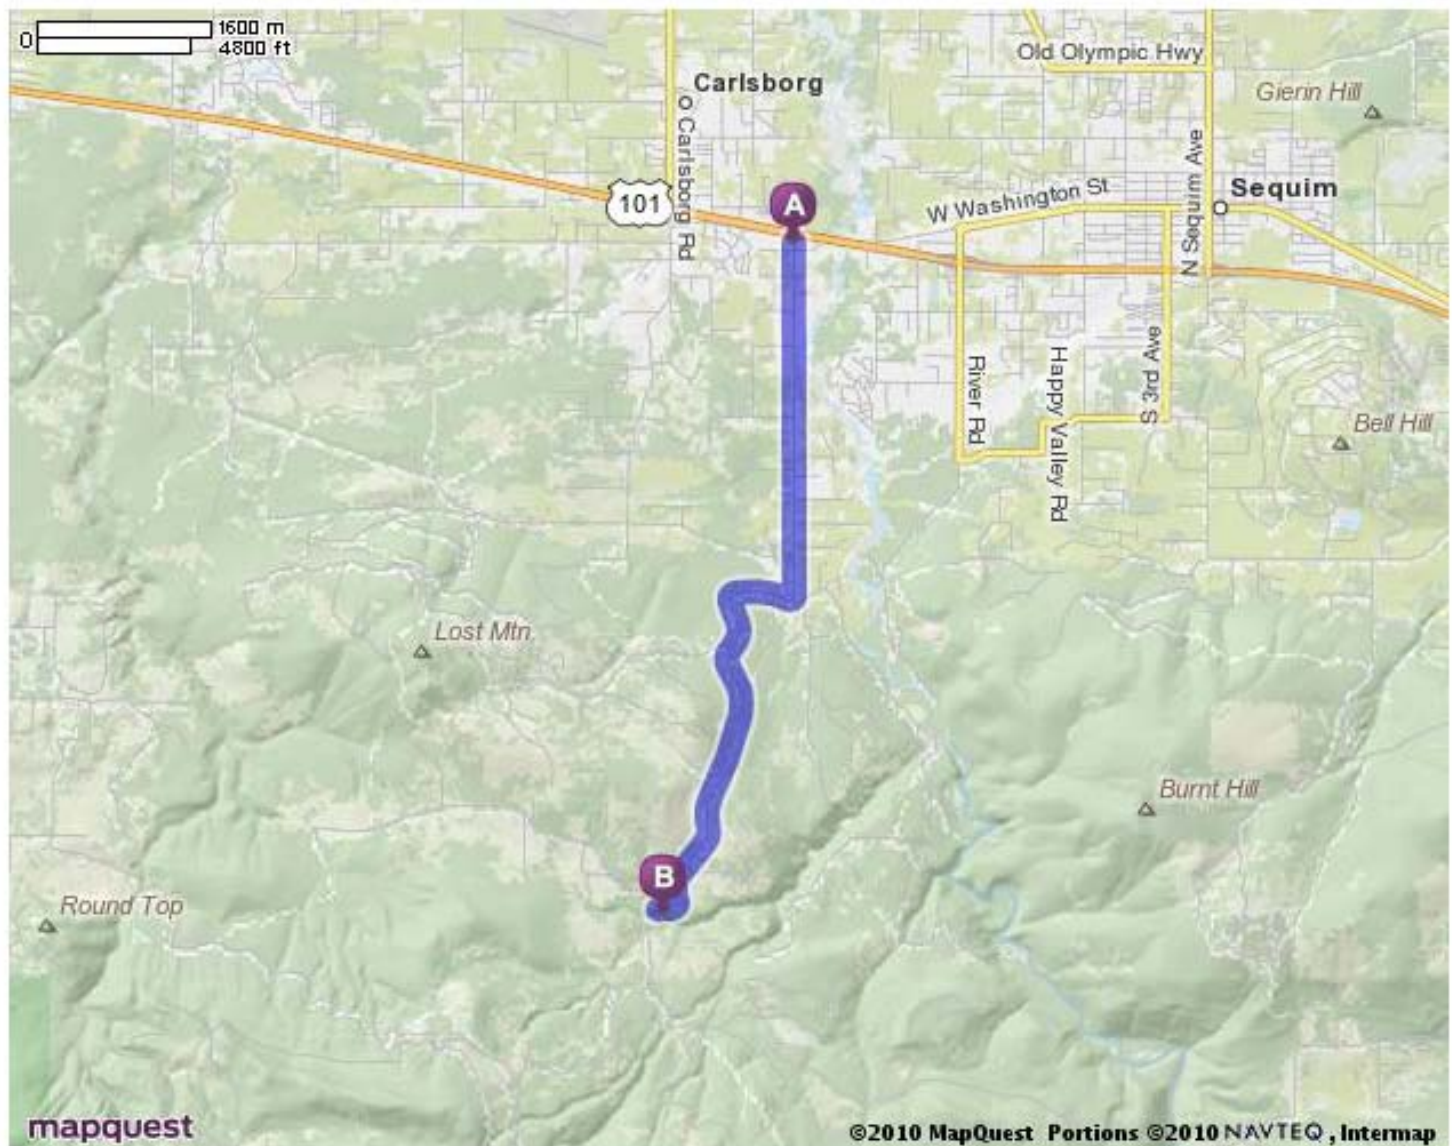 0
1600 m
4800 ft
Old Olympic Hwy
Carlsborg
Gierin Hill
Carlsborg Rd
101
A
W Washington St
N Sequim Ave
Sequim
River Rd
Happy Valley Rd
S 3rd Ave
Bell Hill
Lost Mtn
Burnt Hill
B
Round Top
mapquest
©2010 MapQuest Portions ©2010 NAVTEQ, Intermap